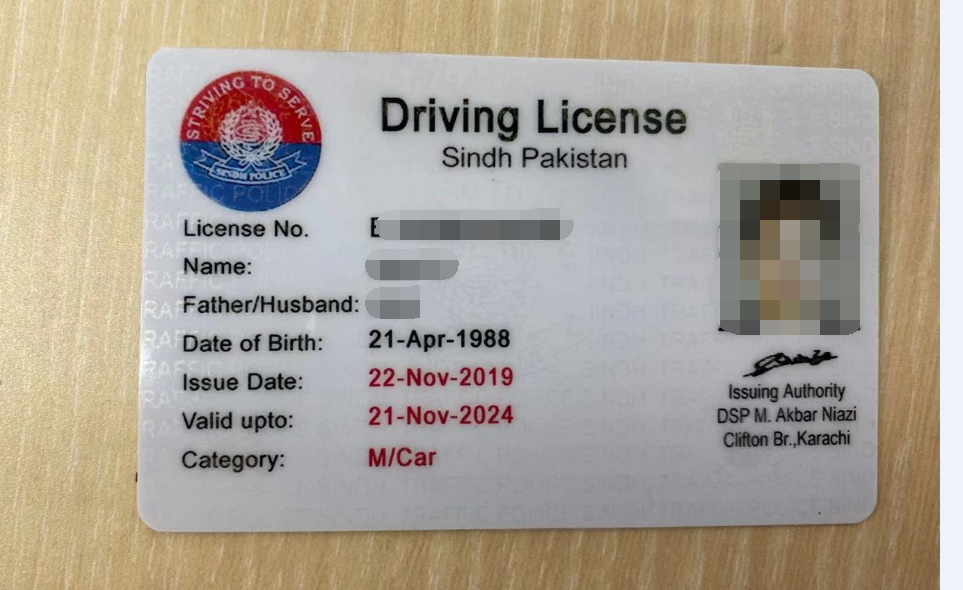 STRIVING TO SERVE
SINDH POLICE
Driving License
Sindh Pakistan
License No.
Name:
Father/Husband:
Date of Birth: 21-Apr-1988
Issue Date: 22-Nov-2019
Valid upto: 21-Nov-2024
Category: M/Car
Issuing Authority
DSP M. Akbar Niazi
Clifton Br.,Karachi